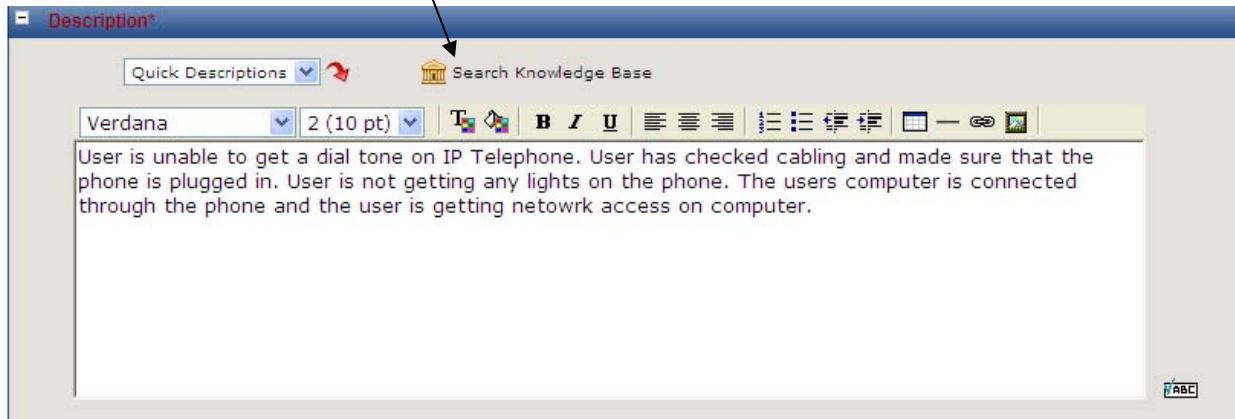 Description*
Quick Descriptions Search Knowledge Base
Verdana 2 (10 pt) T B I U
User is unable to get a dial tone on IP Telephone. User has checked cabling and made sure that the
phone is plugged in. User is not getting any lights on the phone. The users computer is connected
through the phone and the user is getting netowrk access on computer.
ABC